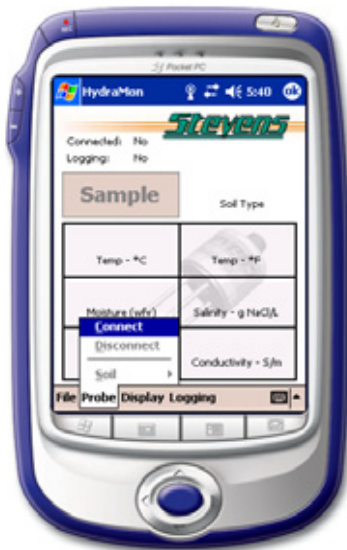 Pocket PC
HydraMon 5:40 ok
Stevens
Connected: No
Logging: No
Sample
Soil Type
Temp - °C Temp - °F
Moisture (wfv) Salinity - g NaCl/L
Connect
Disconnect
Soil
Conductivity - S/m
File Probe Display Logging